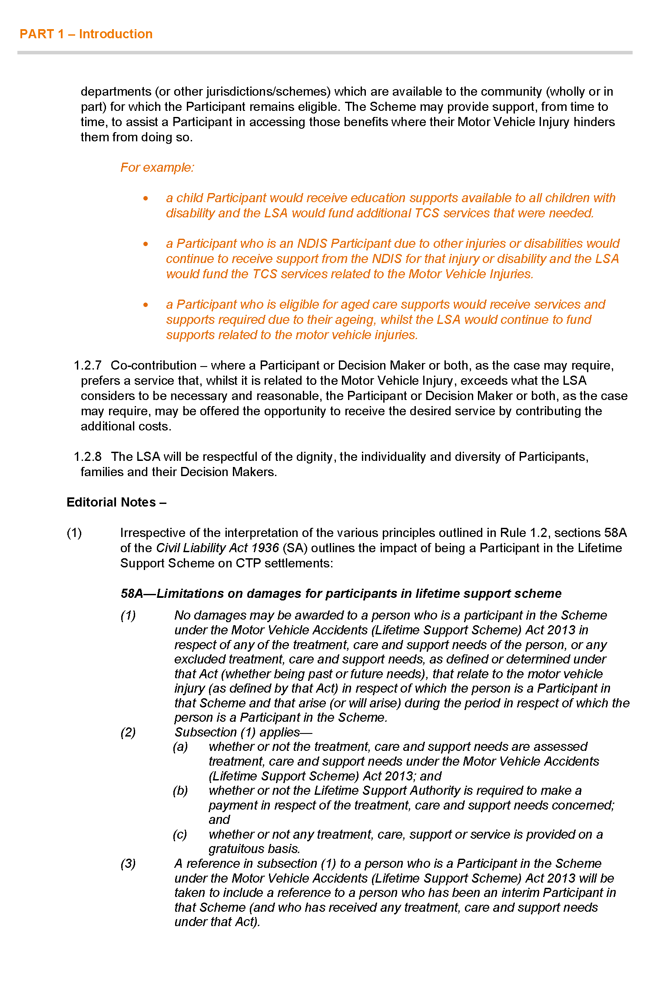 PART 1 – Introduction
departments (or other jurisdictions/schemes) which are available to the community (wholly or in
part) for which the Participant remains eligible. The Scheme may provide support, from time to
time, to assist a Participant in accessing those benefits where their Motor Vehicle Injury hinders
them from doing so.
For example:
• a child Participant would receive education supports available to all children with
disability and the LSA would fund additional TCS services that were needed.
• a Participant who is an NDIS Participant due to other injuries or disabilities would
continue to receive support from the NDIS for that injury or disability and the LSA
would fund the TCS services related to the Motor Vehicle Injuries.
• a Participant who is eligible for aged care supports would receive services and
supports required due to their ageing, whilst the LSA would continue to fund
supports related to the motor vehicle injuries.
1.2.7 Co-contribution – where a Participant or Decision Maker or both, as the case may require,
prefers a service that, whilst it is related to the Motor Vehicle Injury, exceeds what the LSA
considers to be necessary and reasonable, the Participant or Decision Maker or both, as the case
may require, may be offered the opportunity to receive the desired service by contributing the
additional costs.
1.2.8 The LSA will be respectful of the dignity, the individuality and diversity of Participants,
families and their Decision Makers.
Editorial Notes –
(1) Irrespective of the interpretation of the various principles outlined in Rule 1.2, sections 58A
of the Civil Liability Act 1936 (SA) outlines the impact of being a Participant in the Lifetime
Support Scheme on CTP settlements:
58A—Limitations on damages for participants in lifetime support scheme
(1) No damages may be awarded to a person who is a participant in the Scheme
under the Motor Vehicle Accidents (Lifetime Support Scheme) Act 2013 in
respect of any of the treatment, care and support needs of the person, or any
excluded treatment, care and support needs, as defined or determined under
that Act (whether being past or future needs), that relate to the motor vehicle
injury (as defined by that Act) in respect of which the person is a Participant in
that Scheme and that arise (or will arise) during the period in respect of which the
person is a Participant in the Scheme.
(2) Subsection (1) applies—
(a) whether or not the treatment, care and support needs are assessed
treatment, care and support needs under the Motor Vehicle Accidents
(Lifetime Support Scheme) Act 2013; and
(b) whether or not the Lifetime Support Authority is required to make a
payment in respect of the treatment, care and support needs concerned;
and
(c) whether or not any treatment, care, support or service is provided on a
gratuitous basis.
(3) A reference in subsection (1) to a person who is a Participant in the Scheme
under the Motor Vehicle Accidents (Lifetime Support Scheme) Act 2013 will be
taken to include a reference to a person who has been an interim Participant in
that Scheme (and who has received any treatment, care and support needs
under that Act).